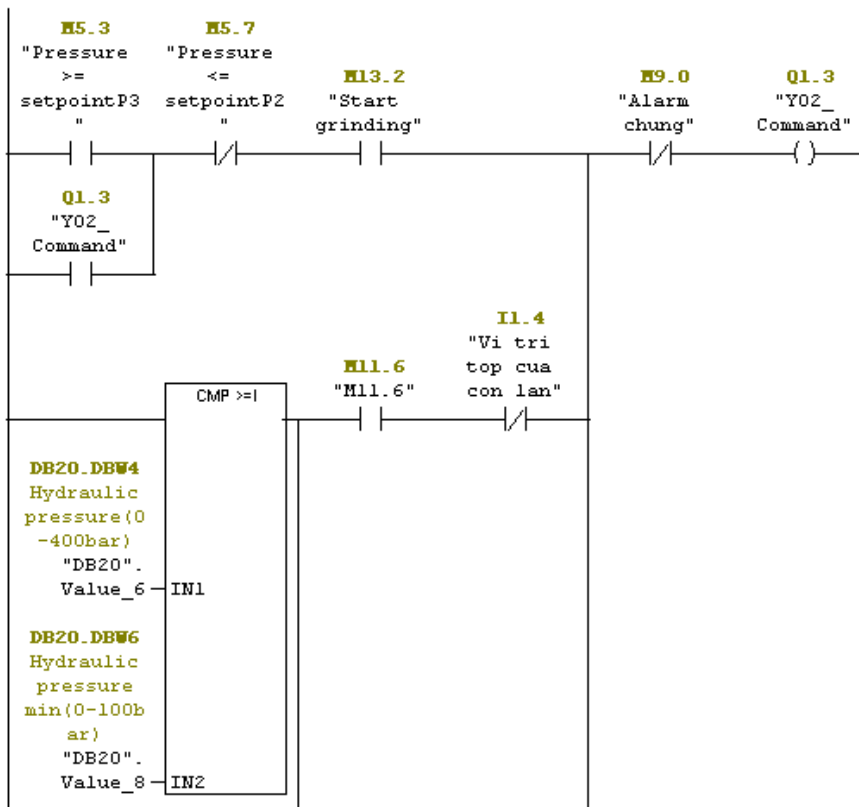 M5.3
"Pressure
>=
setpointP3
"
M5.7
"Pressure
<=
setpointP2
"
M13.2
"Start
grinding"
M9.0
"Alarm
chung"
Q1.3
"Y02_
Command"
Q1.3
"Y02_
Command"
CMP >=I
M11.6
"M11.6"
I1.4
"Vi tri
top cua
con lan"
DB20.DBW4
Hydraulic
pressure(0
-400bar)
"DB20".
Value_6
IN1
DB20.DBW6
Hydraulic
pressure
min(0-100b
ar)
"DB20".
Value_8
IN2